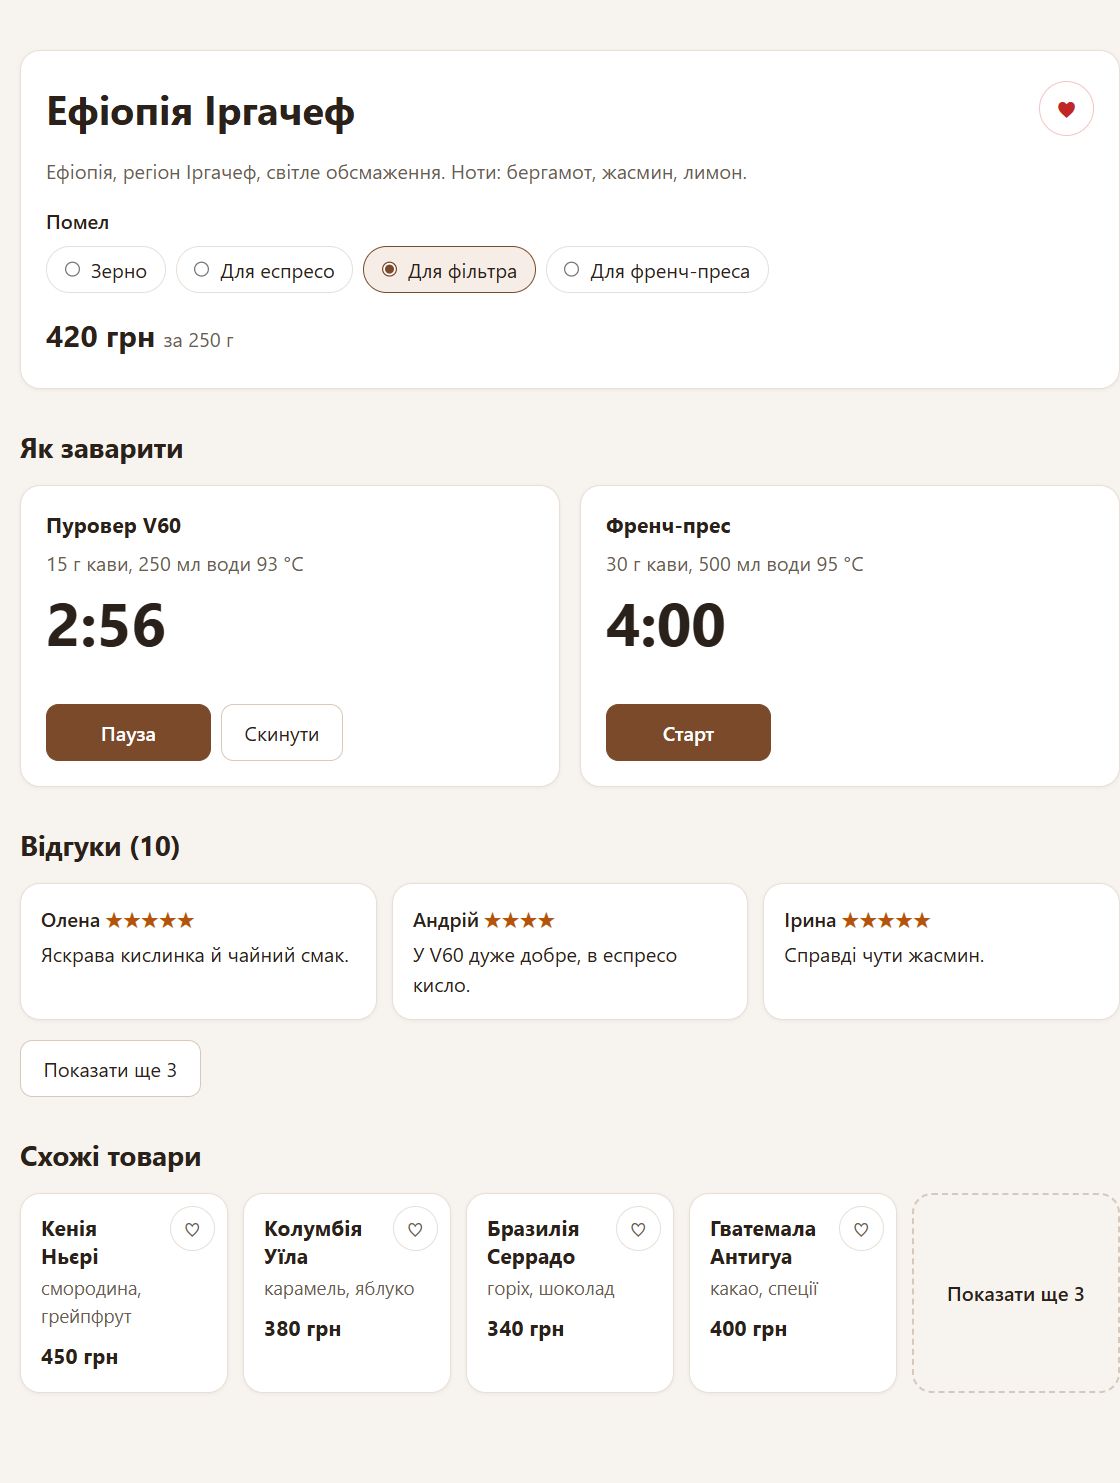 Ефіопія Іргачеф
Ефіопія, регіон Іргачеф, світле обсмаження. Ноти: бергамот, жасмин, лимон.
Помел
Зерно
Для еспресо
Для фільтра
Для френч-преса
420 грн за 250 г
Як заварити
Пуровер V60
15 г кави, 250 мл води 93 °C
2:56
Пауза
Скинути
Френч-прес
30 г кави, 500 мл води 95 °C
4:00
Старт
Відгуки (10)
Олена ★★★★★
Яскрава кислинка й чайний смак.
Андрій ★★★★
У V60 дуже добре, в еспресо
кисло.
Ірина ★★★★★
Справді чути жасмин.
Показати ще 3
Схожі товари
Кенія
Ньєрі
смородина,
грейпфрут
450 грн
Колумбія
Уїла
карамель, яблуко
380 грн
Бразилія
Серрадо
горіх, шоколад
340 грн
Гватемала
Антигуа
какао, спеції
400 грн
Показати ще 3